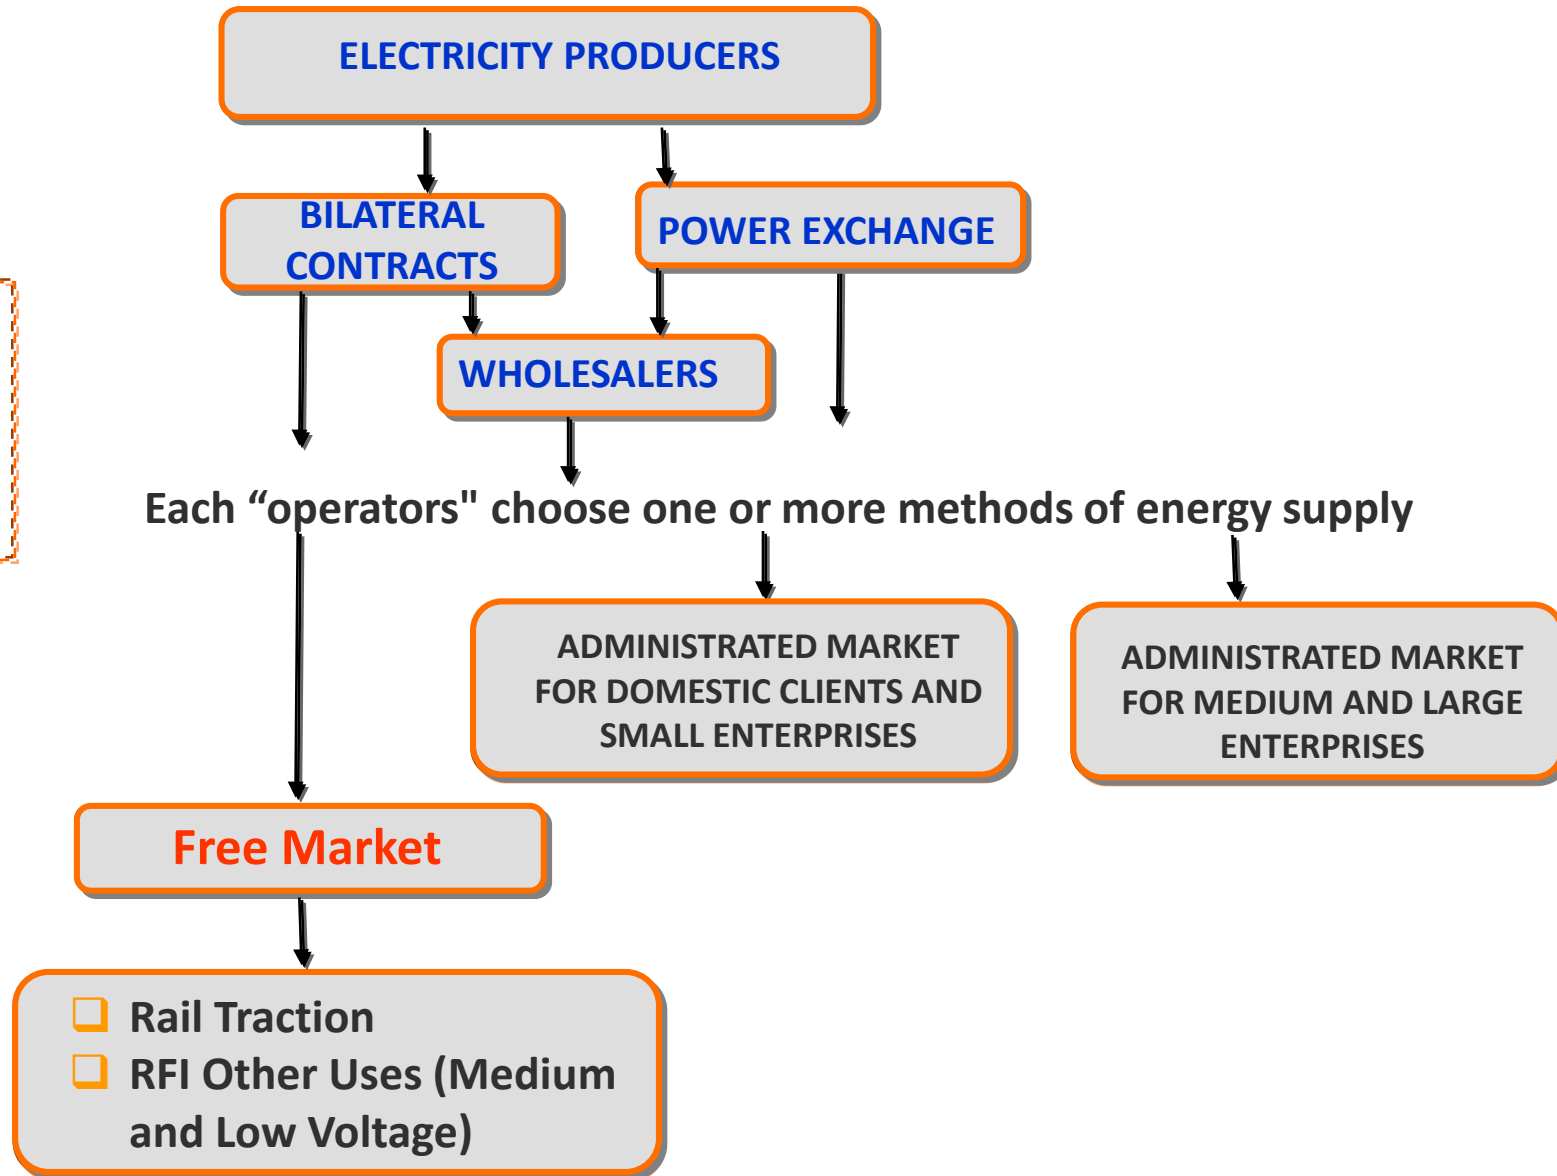 ELECTRICITY PRODUCERS
BILATERAL
CONTRACTS
POWER EXCHANGE
WHOLESALERS
Each “operators" choose one or more methods of energy supply
ADMINISTRATED MARKET
FOR DOMESTIC CLIENTS AND
SMALL ENTERPRISES
ADMINISTRATED MARKET
FOR MEDIUM AND LARGE
ENTERPRISES
Free Market
Rail Traction
RFI Other Uses (Medium
and Low Voltage)